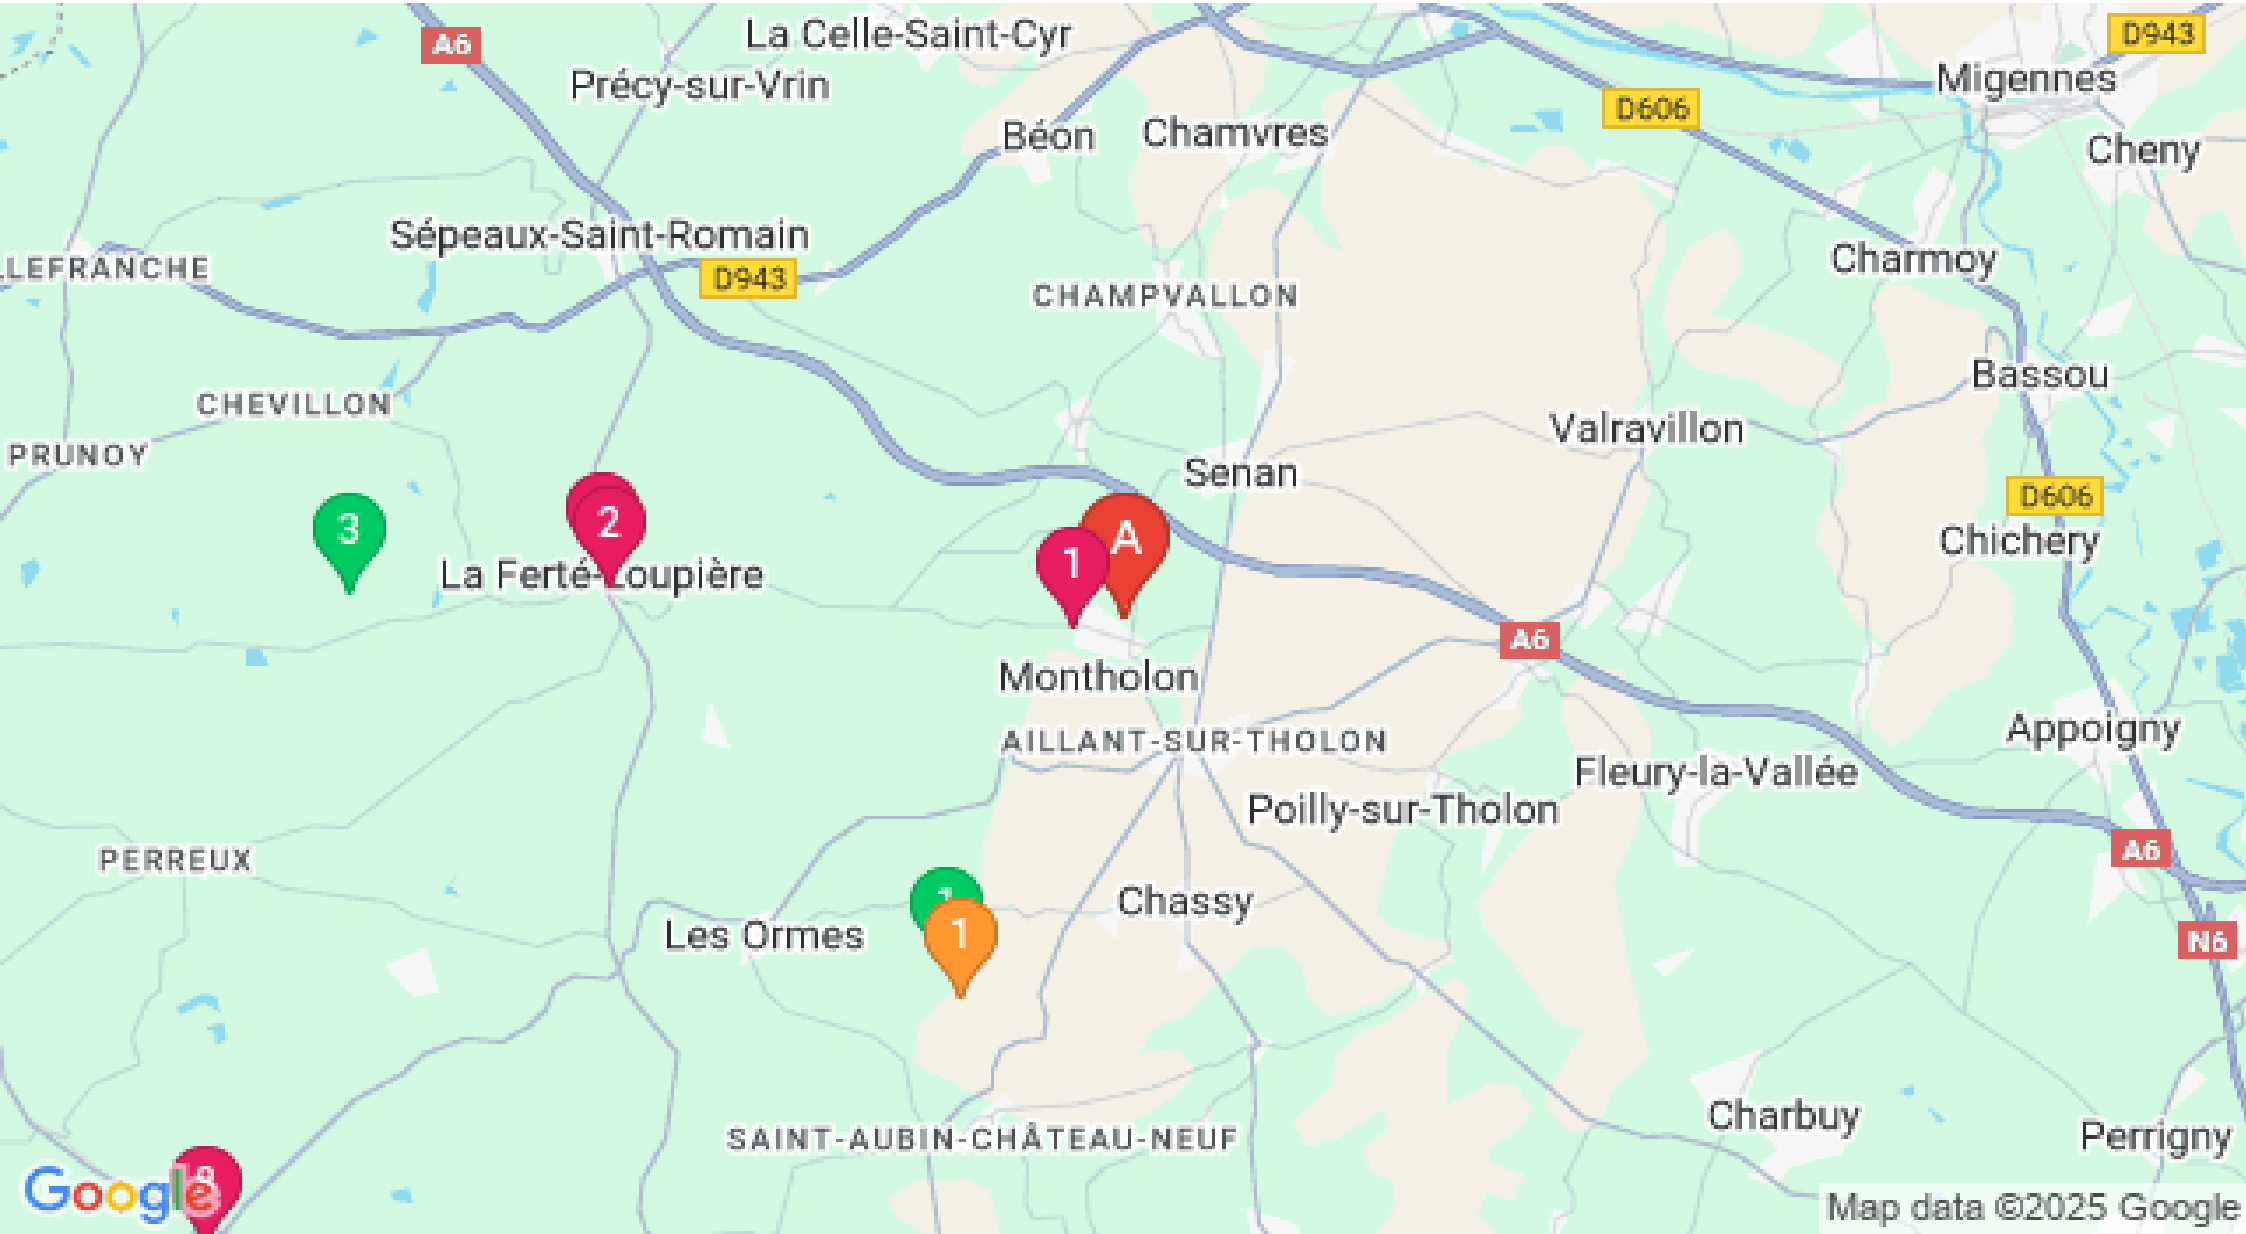 La Celle-Saint-Cyr
D943
A6
Précy-sur-Vrin
Migennes
D606
Béon
Chamvres
Cheny
Sépeaux-Saint-Romain
LLEFRANCHE
D943
Charmoy
CHAMPVALLON
CHEVILLON
Bassou
PRUNOY
Valravillon
Senan
D606
3
2
A
1
Chichery
La Ferté-Loupière
A6
Montholon
Appoigny
AILLANT-SUR-THOLON
Fleury-la-Vallée
Poilly-sur-Tholon
PERREUX
A6
1
Chassy
Les Ormes
1
N6
Charbuy
SAINT-AUBIN-CHÂTEAU-NEUF
Perrigny
Google
8
Map data ©2025 Google